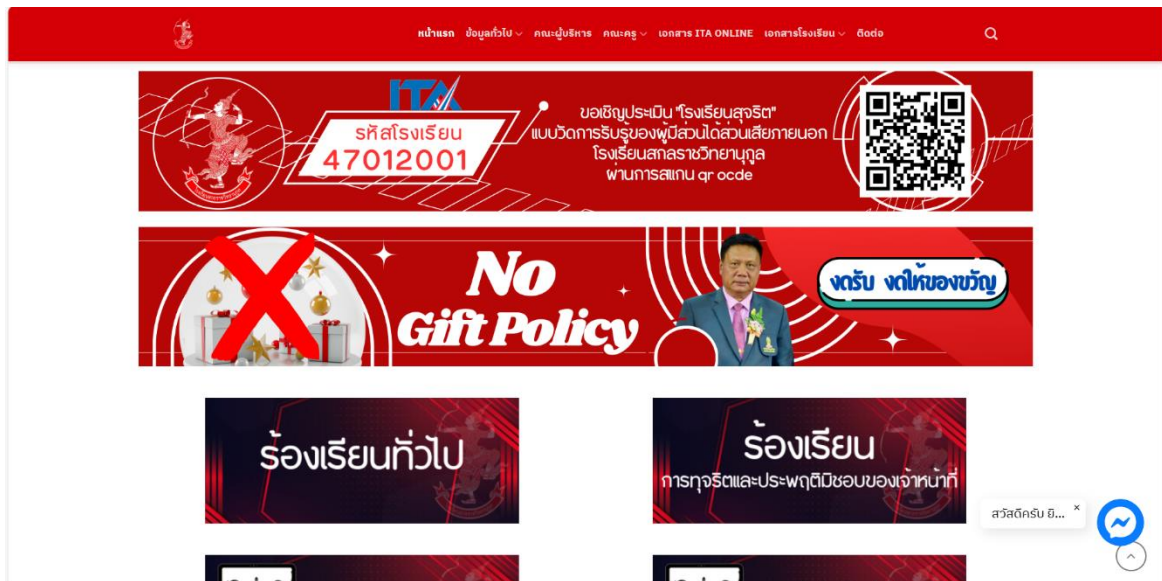 หน้าแรก ข้อมูลทั่วไป คณะผู้บริหาร คณะครู เอกสาร ITA ONLINE เอกสารโรงเรียน ติดต่อ
ITA
รหัสโรงเรียน
47012001
ขอเชิญประเมิน "โรงเรียนสุจริต"
แบบวัดการรับรู้ของผู้มีส่วนได้ส่วนเสียภายนอก
โรงเรียนสกลราชวิทยานุกูล
ผ่านการสแกน qr ocde
No
Gift Policy
งดรับ งดให้ของขวัญ
ร้องเรียนทั่วไป
ร้องเรียน
การทุจริตและประพฤติมิชอบของเจ้าหน้าที่
สวัสดีครับ ยิ...